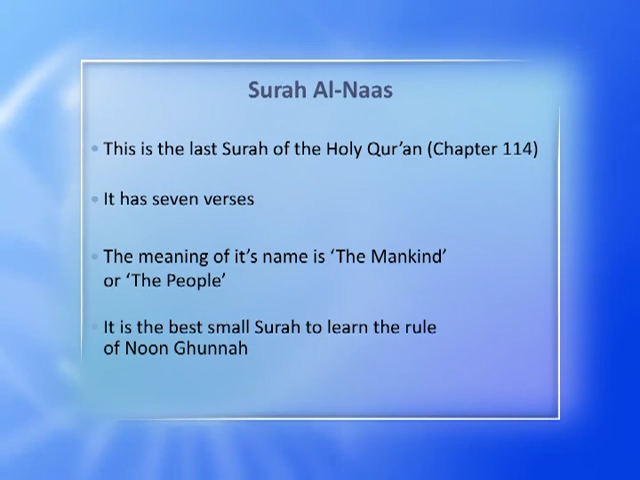 Surah Al-Naas
• This is the last Surah of the Holy Qur’an (Chapter 114)
• It has seven verses
• The meaning of it’s name is ‘The Mankind’
or ‘The People’
• It is the best small Surah to learn the rule
of Noon Ghunnah